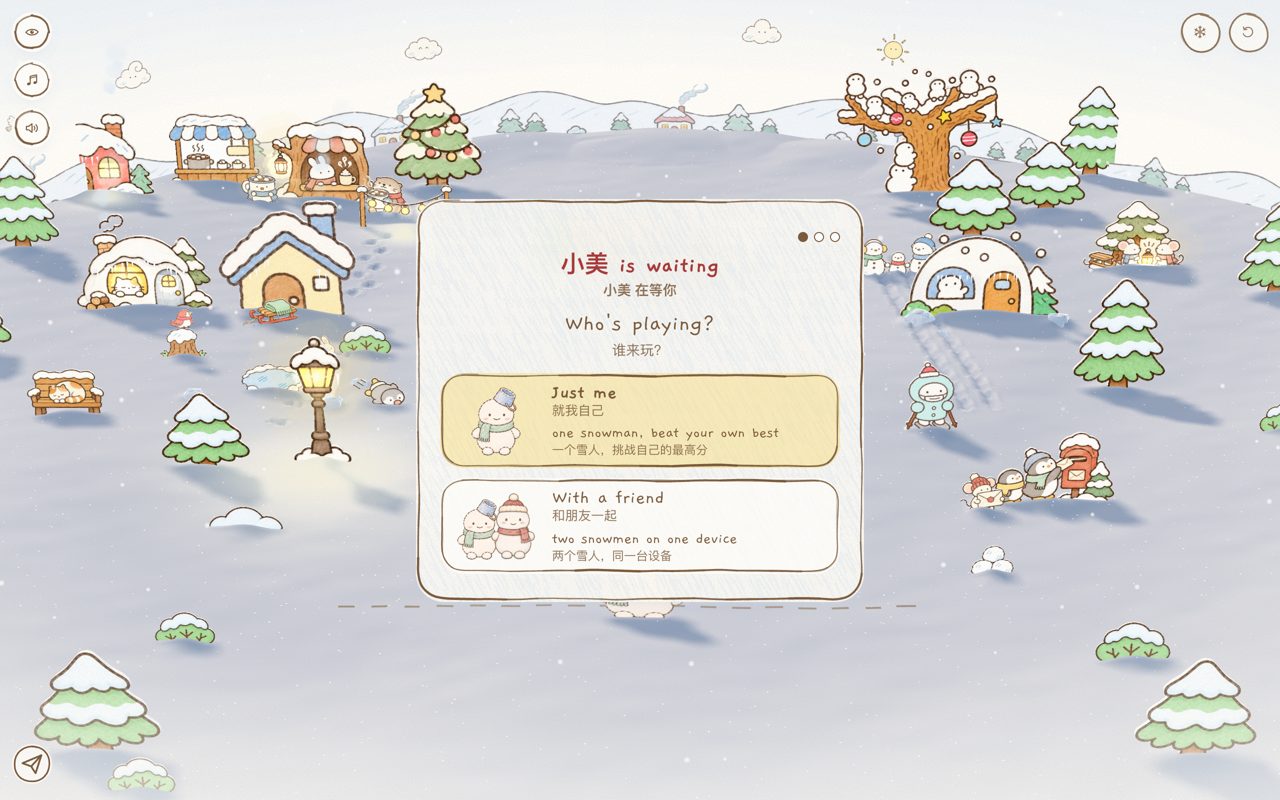 小美 is waiting
小美 在等你
Who's playing?
谁来玩?
Just me
就我自己
one snowman, beat your own best
一个雪人，挑战自己的最高分
With a friend
和朋友一起
two snowmen on one device
两个雪人，同一台设备